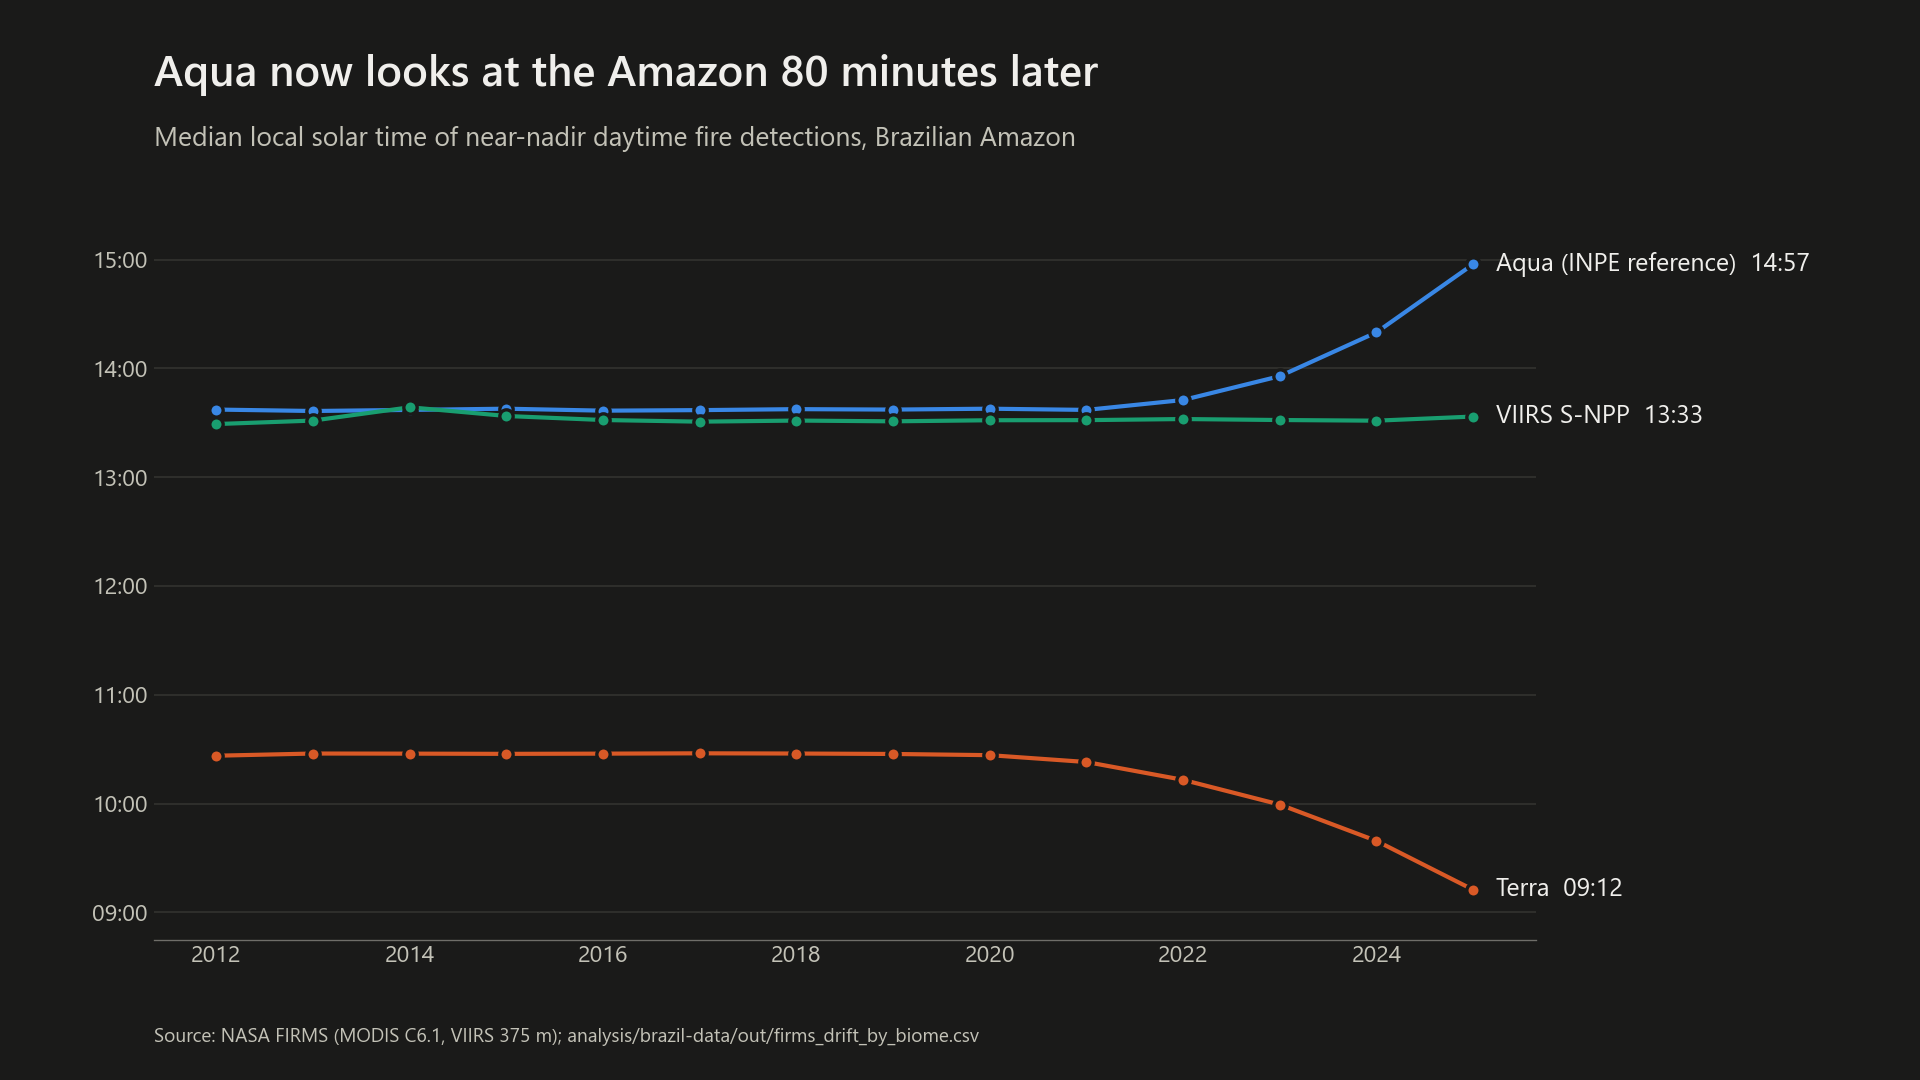 Aqua now looks at the Amazon 80 minutes later
Median local solar time of near-nadir daytime fire detections, Brazilian Amazon
15:00
Aqua (INPE reference) 14:57
14:00
VIIRS S-NPP 13:33
13:00
12:00
11:00
10:00
Terra 09:12
09:00
2012 2014 2016 2018 2020 2022 2024
Source: NASA FIRMS (MODIS C6.1, VIIRS 375 m); analysis/brazil-data/out/firms_drift_by_biome.csv